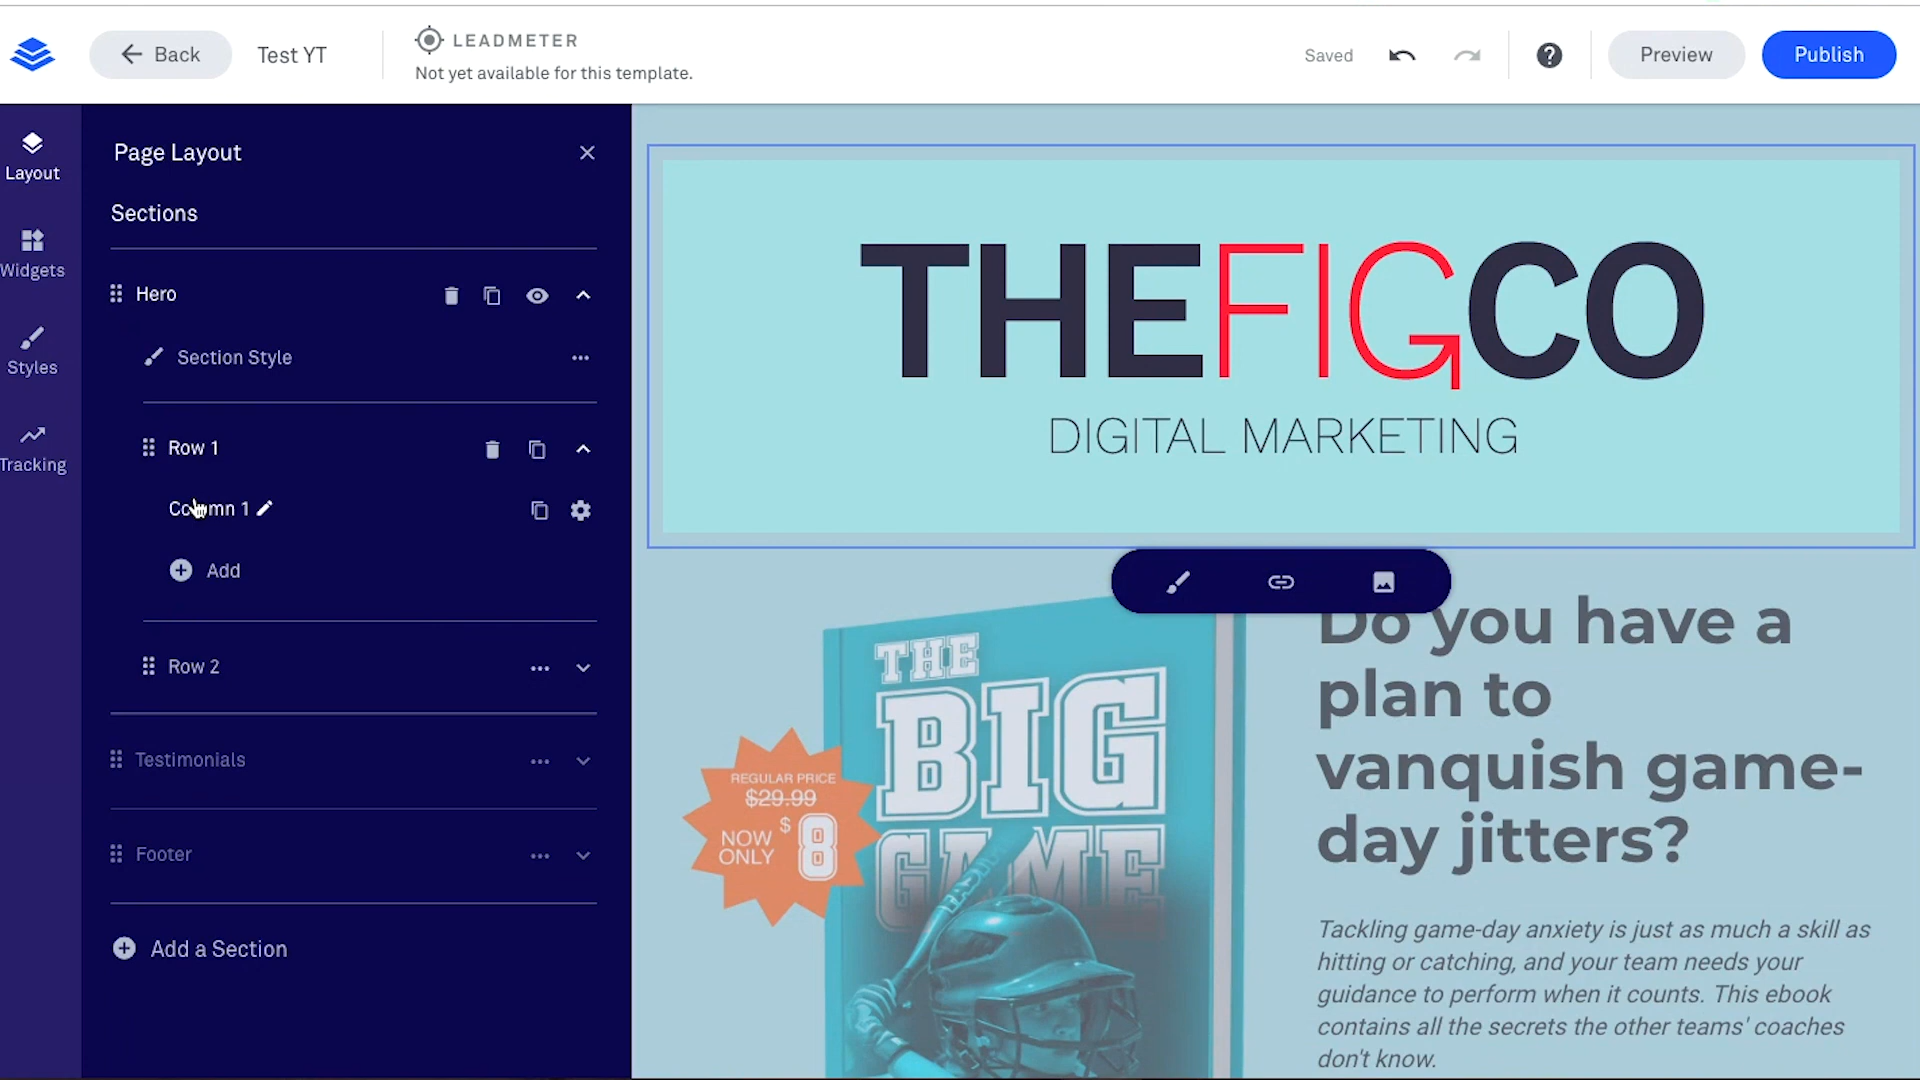 Back
Test YT
LEADMETER
Not yet available for this template.
Saved
Preview
Publish
Layout
Widgets
Styles
Tracking
Page Layout
Sections
Hero
Section Style
Row 1
Column 1
Add
Row 2
Testimonials
Footer
Add a Section
THEFIGCO
DIGITAL MARKETING
THE
BIG
GAME
REGULAR PRICE
$29.99
NOW
ONLY
$8
Do you have a
plan to
vanquish game-
day jitters?
Tackling game-day anxiety is just as much a skill as
hitting or catching, and your team needs your
guidance to perform when it counts. This ebook
contains all the secrets the other teams' coaches
don't know.